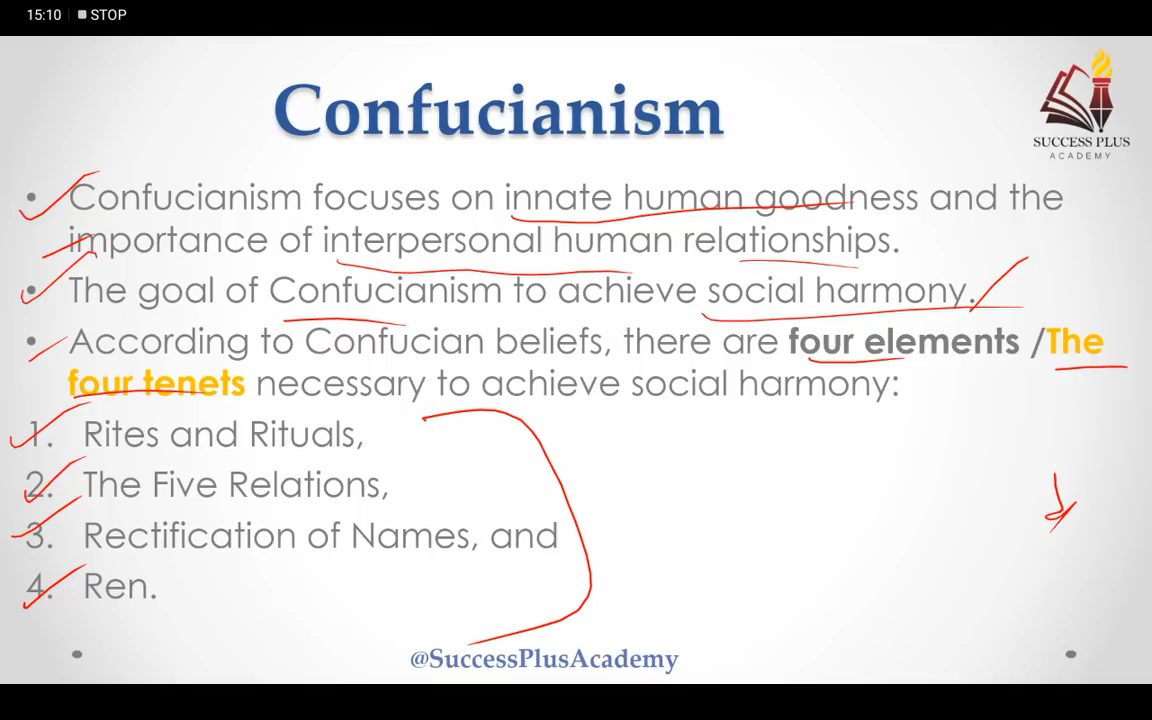 15:10 STOP
Confucianism
SUCCESS PLUS
ACADEMY
• Confucianism focuses on innate human goodness and the
importance of interpersonal human relationships.
• The goal of Confucianism to achieve social harmony.
• According to Confucian beliefs, there are four elements /The
four tenets necessary to achieve social harmony:
1. Rites and Rituals,
2. The Five Relations,
3. Rectification of Names, and
4. Ren.
@SuccessPlusAcademy